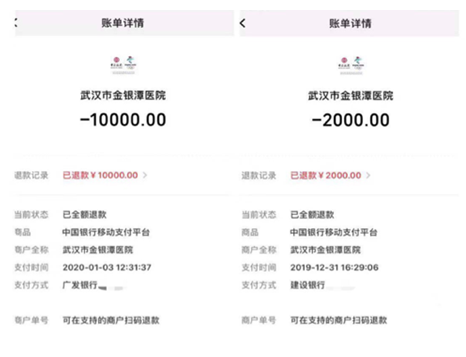 账单详情
武汉市金银潭医院
-10000.00
退款记录 已退款¥10000.00
当前状态 已全额退款
商品 中国银行移动支付平台
商户全称 武汉市金银潭医院
支付时间 2020-01-03 12:31:37
支付方式 广发银行
商户单号 可在支持的商户扫码退款
账单详情
武汉市金银潭医院
-2000.00
退款记录 已退款¥2000.00
当前状态 已全额退款
商品 中国银行移动支付平台
商户全称 武汉市金银潭医院
支付时间 2019-12-31 16:29:06
支付方式 建设银行
商户单号 可在支持的商户扫码退款